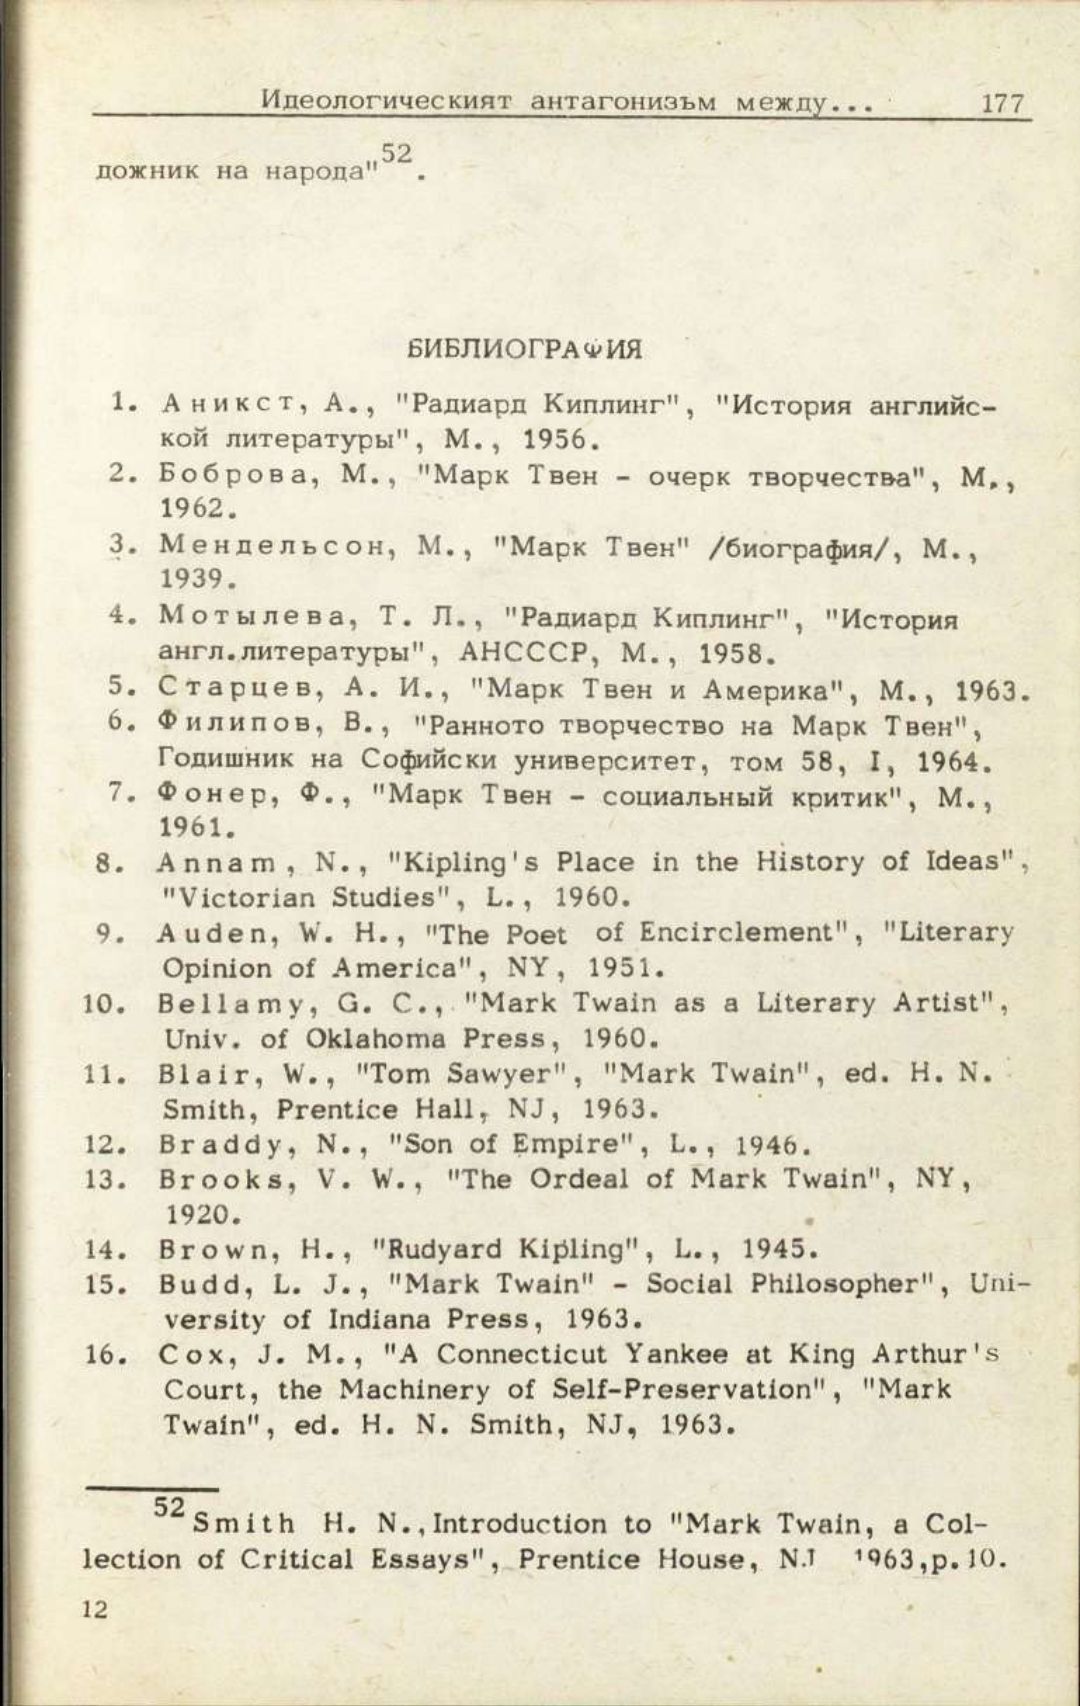 Идеологическият антагонизъм между... 177
дожник на народа"52.
БИБЛИОГРАФИЯ
1. Аникст, А., "Радиард Киплинг", "История английс-
кой литературы", М., 1956.
2. Боброва, М., "Марк Твен - очерк творчества", М.,
1962.
3. Мендельсон, М., "Марк Твен" /биография/, М.,
1939.
4. Мотылева, Т. Л., "Радиард Киплинг", "История
англ.литературы", АНСССР, М., 1958.
5. Старцев, А. И., "Марк Твен и Америка", М., 1963.
6. Филипов, В., "Ранното творчество на Марк Твен",
Годишник на Софийски университет, том 58, I, 1964.
7. Фонер, Ф., "Марк Твен - социальный критик", М.,
1961.
8. Annam, N., "Kipling's Place in the History of Ideas",
"Victorian Studies", L., 1960.
9. Auden, W. H., "The Poet of Encirclement", "Literary
Opinion of America", NY, 1951.
10. Bellamy, G. C., "Mark Twain as a Literary Artist",
Univ. of Oklahoma Press, 1960.
11. Blair, W., "Tom Sawyer", "Mark Twain", ed. H. N.
Smith, Prentice Hall, NJ, 1963.
12. Braddy, N., "Son of Empire", L., 1946.
13. Brooks, V. W., "The Ordeal of Mark Twain", NY,
1920.
14. Brown, H., "Rudyard Kipling", L., 1945.
15. Budd, L. J., "Mark Twain" - Social Philosopher", Uni-
versity of Indiana Press, 1963.
16. Cox, J. M., "A Connecticut Yankee at King Arthur's
Court, the Machinery of Self-Preservation", "Mark
Twain", ed. H. N. Smith, NJ, 1963.
52 Smith H. N.,Introduction to "Mark Twain, a Col-
lection of Critical Essays", Prentice House, NJ 1963,p.10.
12